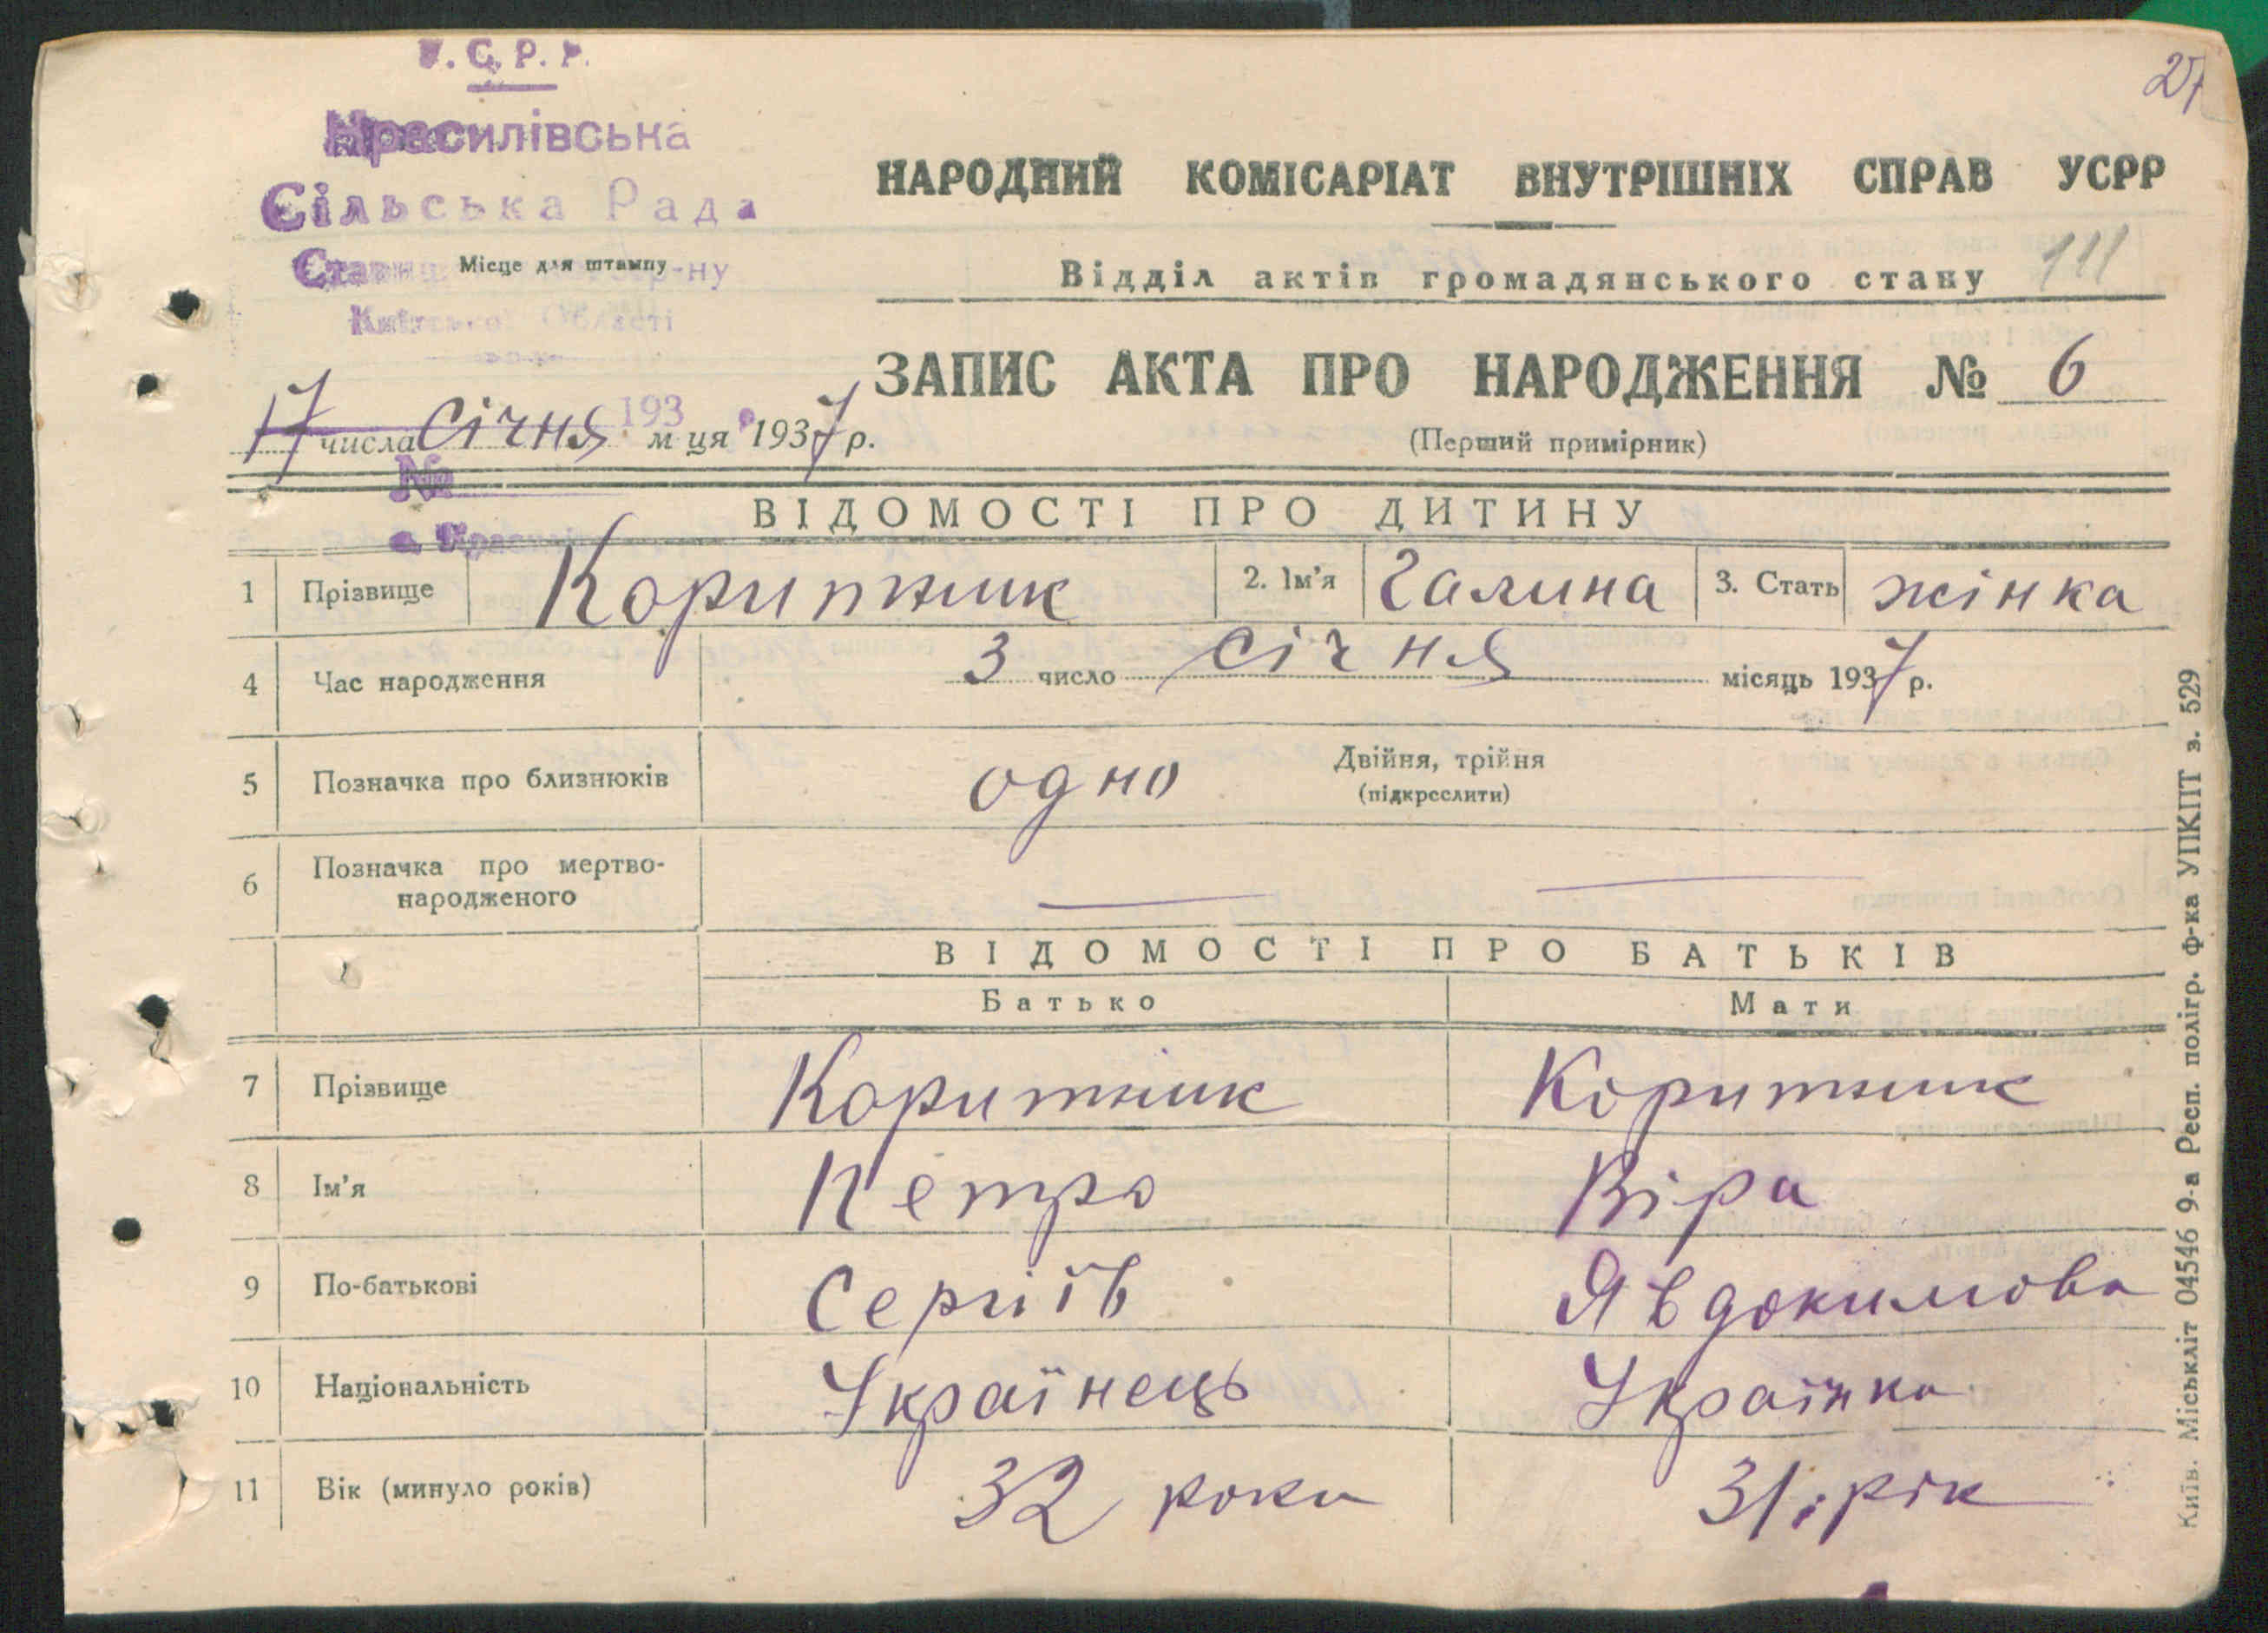 У.С.Р.Р.
Красилівська
Сільська Рада
Місце для штампу
р-ну
Київської Області
193
№
27
НАРОДНИЙ КОМІСАРІАТ ВНУТРІШНІХ СПРАВ УСРР
Відділ актів громадянського стану 111
ЗАПИС АКТА ПРО НАРОДЖЕННЯ № 6
(Перший примірник)
17 числа Січня м ця 1937 р.
ВІДОМОСТІ ПРО ДИТИНУ
1 Прізвище Коритник 2. Ім'я Галина 3. Стать жінка
4 Час народження 3 число Січня місяць 1937 р.
5 Позначка про близнюків одно Двійня, трійня
(підкреслити)
6 Позначка про мертво-
народженого
ВІДОМОСТІ ПРО БАТЬКІВ
Батько Мати
7 Прізвище Коритник Коритник
8 Ім'я Петро Віра
9 По-батькові Сергіїв Явдокимова
10 Національність Українець Українка
11 Вік (минуло років) 32 роки 31 рік
Київ. Міськліт 04546 9-а Респ. полігр. ф-ка УПКПТ з. 529